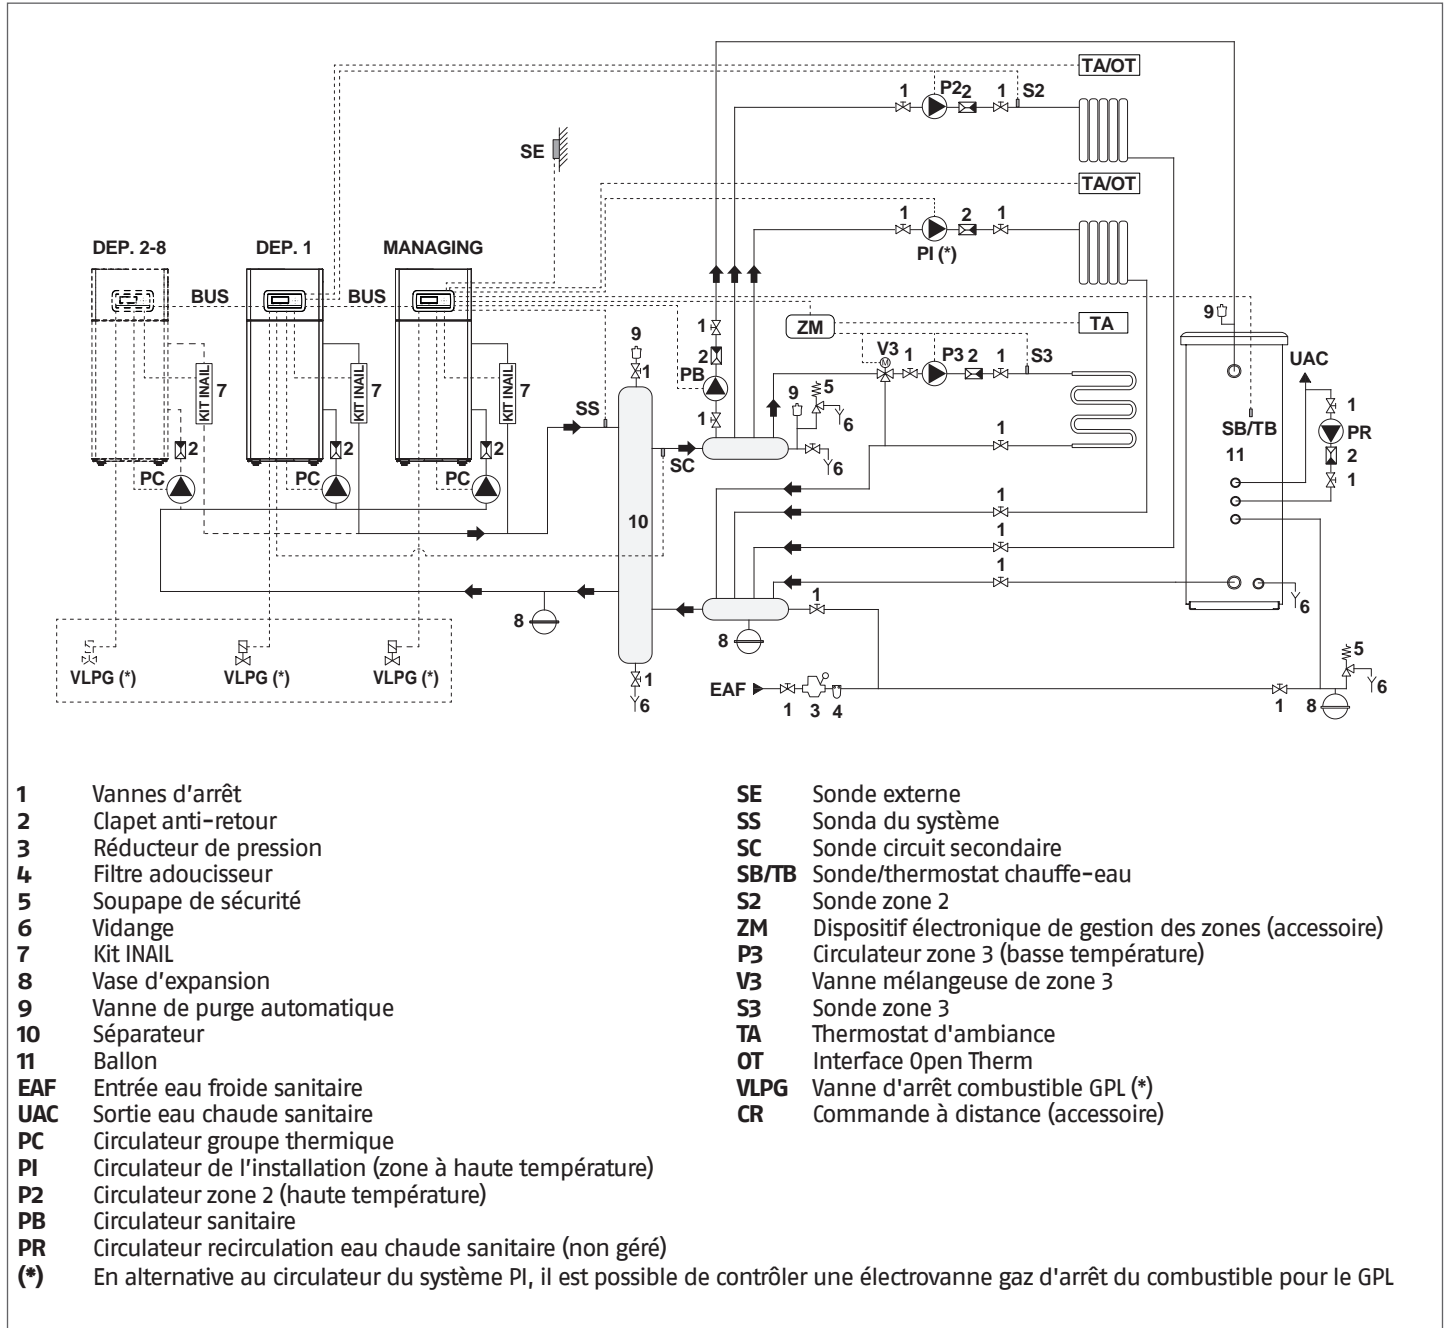 TA/OT
1
P2
2
1
S2
SE
TA/OT
1
2
1
PI (*)
DEP. 2-8
DEP. 1
MANAGING
BUS
BUS
9
1
ZM
TA
9
1
2
PB
1
V3
1
P3
2
1
S3
UAC
KIT INAIL
7
KIT INAIL
7
KIT INAIL
7
1
SS
9
5
6
1
PR
2
1
SB/TB
11
2
2
2
SC
6
1
PC
PC
PC
10
1
1
1
1
8
8
6
VLPG (*)
VLPG (*)
VLPG (*)
1
6
EAF
1
3
4
1
8
5
6
1 Vannes d'arrêt
2 Clapet anti-retour
3 Réducteur de pression
4 Filtre adoucisseur
5 Soupape de sécurité
6 Vidange
7 Kit INAIL
8 Vase d'expansion
9 Vanne de purge automatique
10 Séparateur
11 Ballon
EAF Entrée eau froide sanitaire
UAC Sortie eau chaude sanitaire
PC Circulateur groupe thermique
PI Circulateur de l'installation (zone à haute température)
P2 Circulateur zone 2 (haute température)
PB Circulateur sanitaire
PR Circulateur recirculation eau chaude sanitaire (non géré)
(*) En alternative au circulateur du système PI, il est possible de contrôler une électrovanne gaz d'arrêt du combustible pour le GPL
SE Sonde externe
SS Sonda du système
SC Sonde circuit secondaire
SB/TB Sonde/thermostat chauffe-eau
S2 Sonde zone 2
ZM Dispositif électronique de gestion des zones (accessoire)
P3 Circulateur zone 3 (basse température)
V3 Vanne mélangeuse de zone 3
S3 Sonde zone 3
TA Thermostat d'ambiance
OT Interface Open Therm
VLPG Vanne d'arrêt combustible GPL (*)
CR Commande à distance (accessoire)